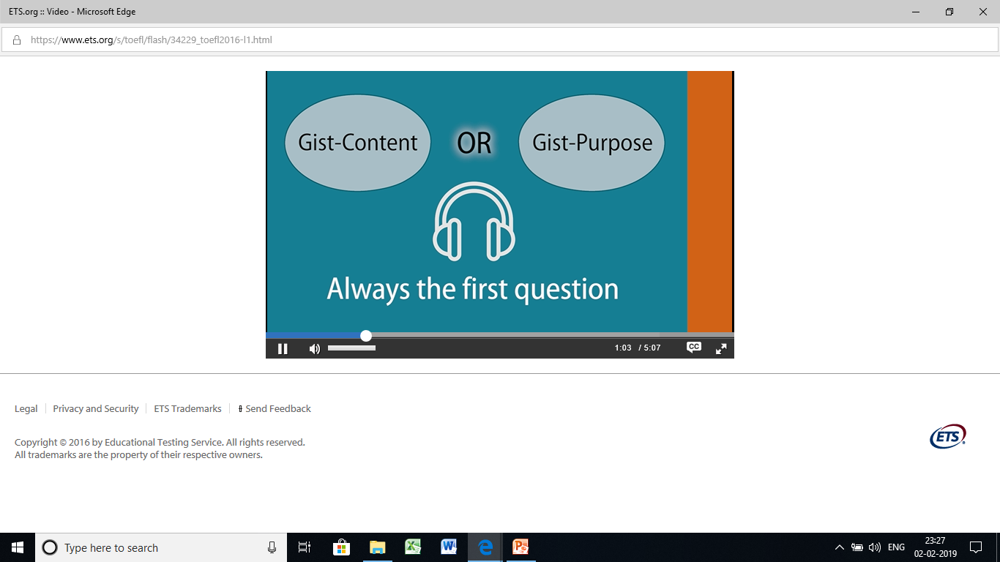 ETS.org :: Video - Microsoft Edge
https://www.ets.org/s/toefl/flash/34229_toefl2016-l1.html
Gist-Content OR Gist-Purpose
Always the first question
1:03 / 5:07 CC
Legal Privacy and Security ETS Trademarks Send Feedback
Copyright © 2016 by Educational Testing Service. All rights reserved.
All trademarks are the property of their respective owners.
ETS®
Type here to search
ENG
23:27
02-02-2019